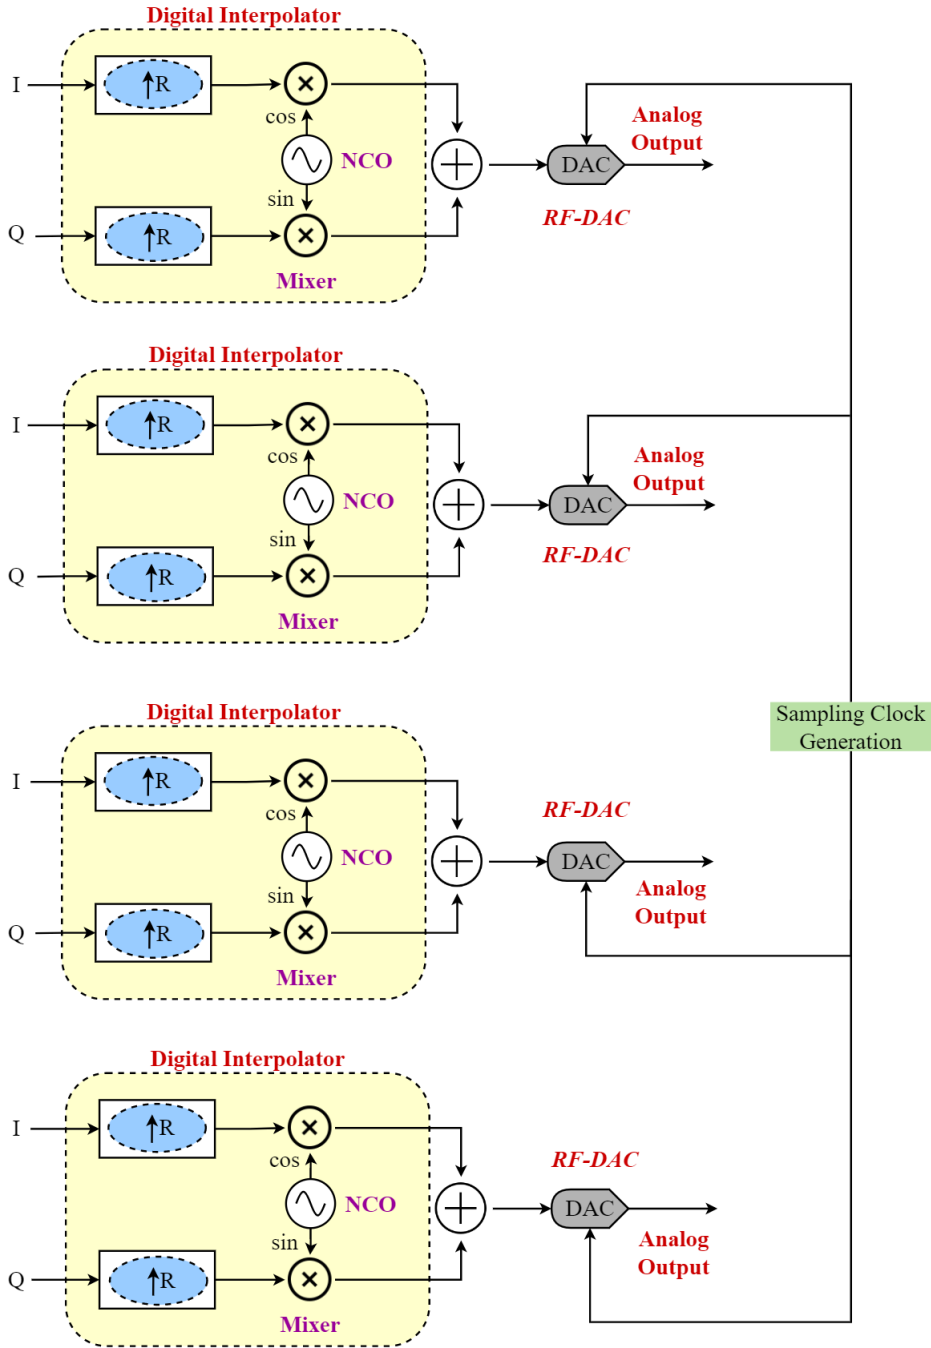 Digital Interpolator
I
↑R
cos
NCO
sin
Q
↑R
Mixer
DAC
RF-DAC
Analog
Output
Digital Interpolator
I
↑R
cos
NCO
sin
Q
↑R
Mixer
DAC
RF-DAC
Analog
Output
Sampling Clock
Generation
Digital Interpolator
I
↑R
cos
NCO
sin
Q
↑R
Mixer
RF-DAC
DAC
Analog
Output
Digital Interpolator
I
↑R
cos
NCO
sin
Q
↑R
Mixer
RF-DAC
DAC
Analog
Output